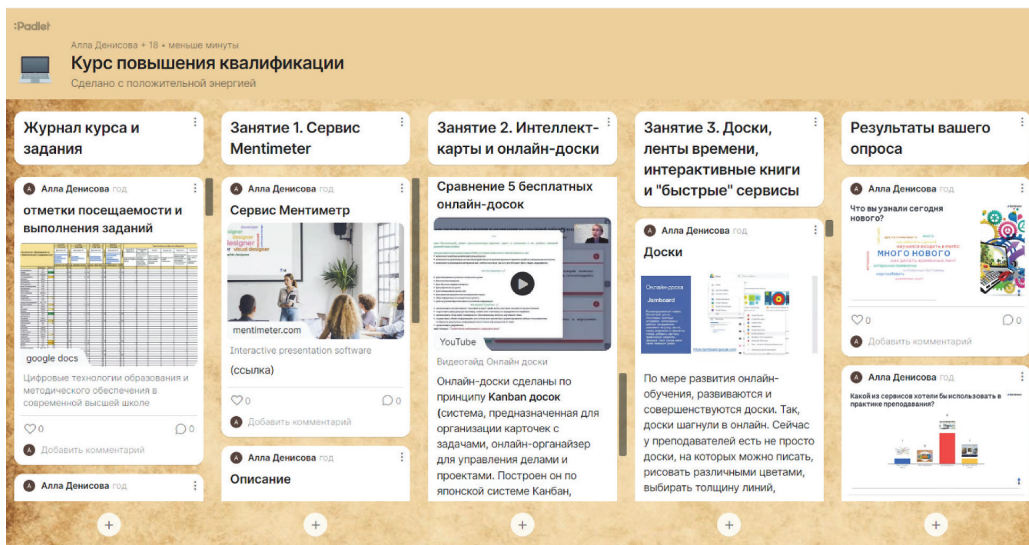 :Padlet
Алла Денисова + 18 • меньше минуты
Курс повышения квалификации
Сделано с положительной энергией
Журнал курса и
задания
Алла Денисова год
отметки посещаемости и
выполнения заданий
google docs
Цифровые технологии образования и
методического обеспечения в
современной высшей школе
0 0
Добавить комментарий
Алла Денисова год
Занятие 1. Сервис
Mentimeter
Алла Денисова год
Сервис Ментиметр
mentimeter.com
Interactive presentation software
(ссылка)
0 0
Добавить комментарий
Алла Денисова год
Описание
Занятие 2. Интеллект-
карты и онлайн-доски
Сравнение 5 бесплатных
онлайн-досок
YouTube
Видеогайд Онлайн доски
Онлайн-доски сделаны по
принципу Kanban досок
(система, предназначенная для
организации карточек с
задачами, онлайн-органайзер
для управления делами и
проектами. Построен он по
японской системе Канбан,
Занятие 3. Доски,
ленты времени,
интерактивные книги
и "быстрые" сервисы
Алла Денисова год
Доски
Онлайн-доска
Jamboard
По мере развития онлайн-
обучения, развиваются и
совершенствуются доски. Так,
доски шагнули в онлайн. Сейчас
у преподавателей есть не просто
доски, на которых можно писать,
рисовать различными цветами,
выбирать толщину линий,
Результаты вашего
опроса
Алла Денисова год
Что вы узнали сегодня
нового?
много нового
0 0
Добавить комментарий
Алла Денисова год
Какой из сервисов хотели бы использовать в
практике преподавания?